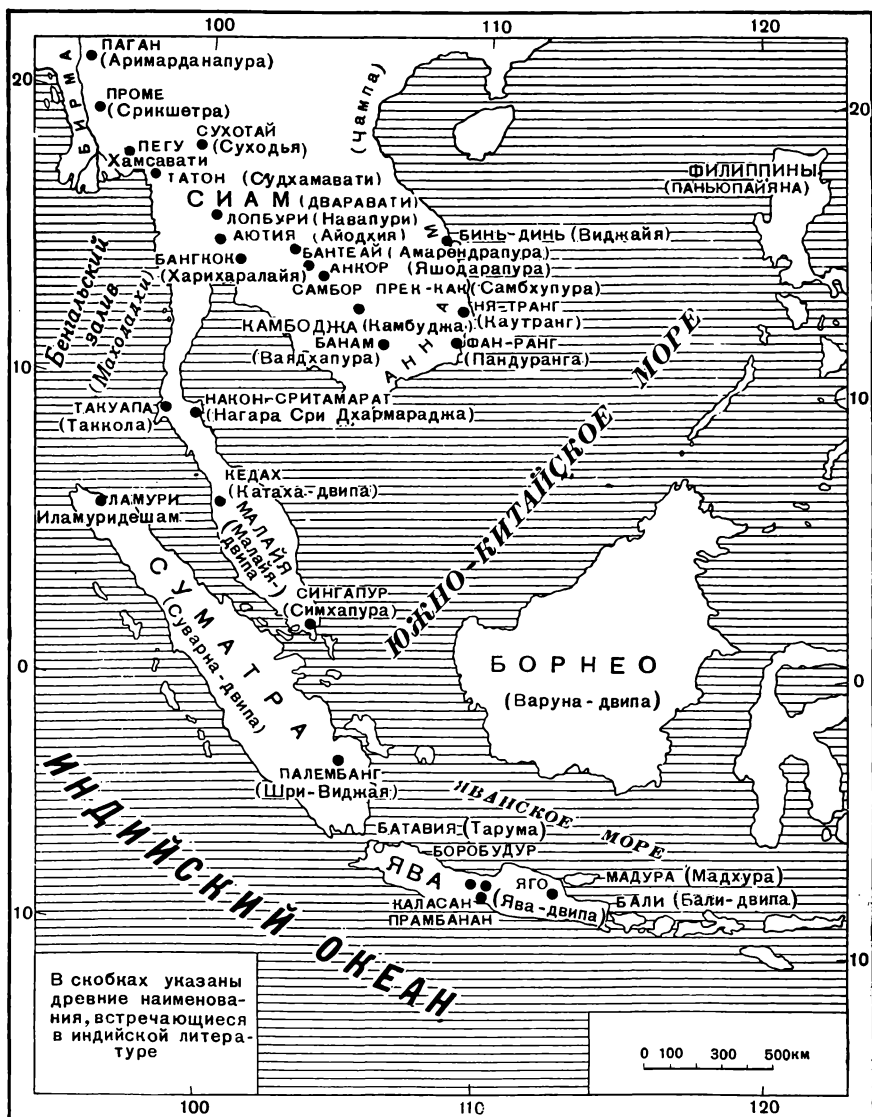 100
110
120
20
20
ПАГАН
(Аримарданапура)
БИРМА
ПРОМЕ
(Срикшетра)
(Чампа)
ПЕГУ
Хамсавати
СУХОТАЙ
(Суходья)
ТАТОН (Судхамавати)
ФИЛИППИНЫ
(ПАНЬЮПАЙЯНА)
СИАМ (ДВАРАВАТИ)
ЛОПБУРИ (Навапури)
АЮТИЯ (Айодхия)
БИНЬ-ДИНЬ (Виджайя)
БАНГКОК
(Харихаралайя)
БАНТЕАЙ (Амарендрапура)
АНКОР (Яшодарапура)
САМБОР ПРЕК-КАК (Самбхупура)
Бенгальский
залив
(Маходадхи)
КАМБОДЖА (Камбуджа)
НЯ-ТРАНГ
(Каутранг)
БАНАМ
(Ваядхапура)
АННАМ
ФАН-РАНГ
(Пандуранга)
10
10
ТАКУАПА
(Таккола)
НАКОН-СРИТАМАРАТ
(Нагара Сри Дхармараджа)
ЮЖНО-КИТАЙСКОЕ МОРЕ
КЕДАХ
(Катаха-двипа)
ЛАМУРИ
Иламуридешам
МАЛАЙЯ
(Малайя-
двипа)
СИНГАПУР
(Симхапура)
СУМАТРА
(Суварна-двипа)
0
0
БОРНЕО
(Варуна-двипа)
ПАЛЕМБАНГ
(Шри-Виджая)
ИНДИЙСКИЙ ОКЕАН
ЯВАНСКОЕ МОРЕ
БАТАВИЯ (Тарума)
БОРОБУДУР
ЯВА
ЯГО
(Ява-двипа)
МАДУРА (Мадхура)
БАЛИ (Бали-двипа)
КАЛАСАН
ПРАМБАНАН
10
В скобках указаны
древние наименова-
ния, встречающиеся
в индийской литера-
туре
0 100 300 500км
100
110
120